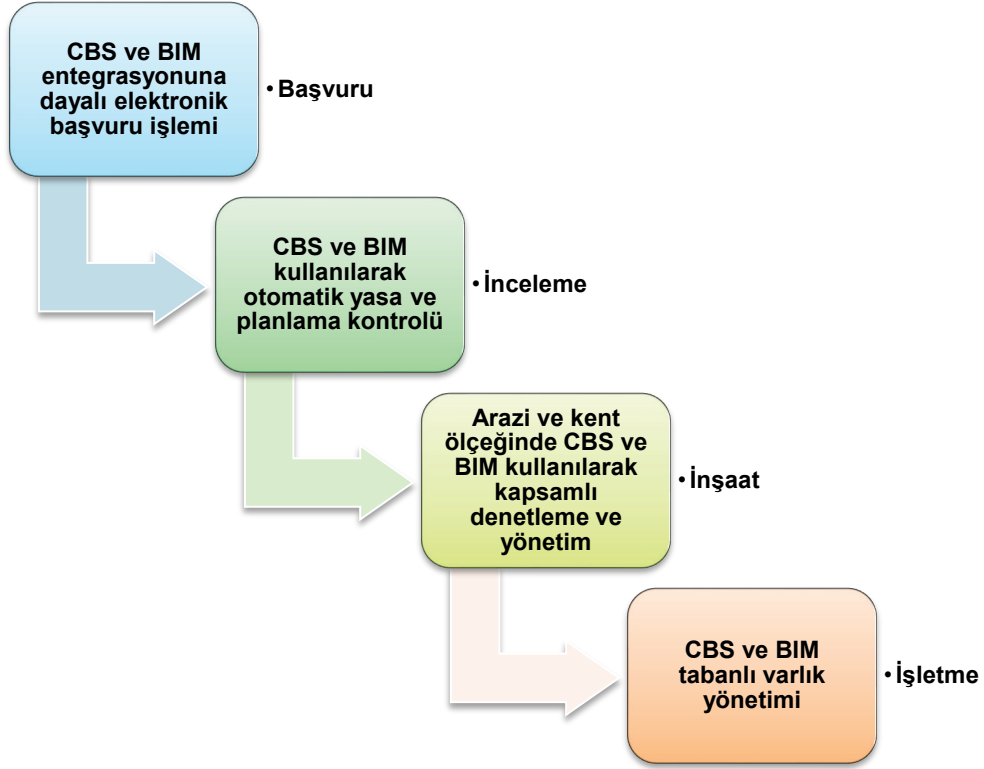 CBS ve BIM
entegrasyonuna
dayalı elektronik
başvuru işlemi
• Başvuru
CBS ve BIM
kullanılarak
otomatik yasa ve
planlama kontrolü
• İnceleme
Arazi ve kent
ölçeğinde CBS ve
BIM kullanılarak
kapsamlı
denetleme ve
yönetim
• İnşaat
CBS ve BIM
tabanlı varlık
yönetimi
• İşletme